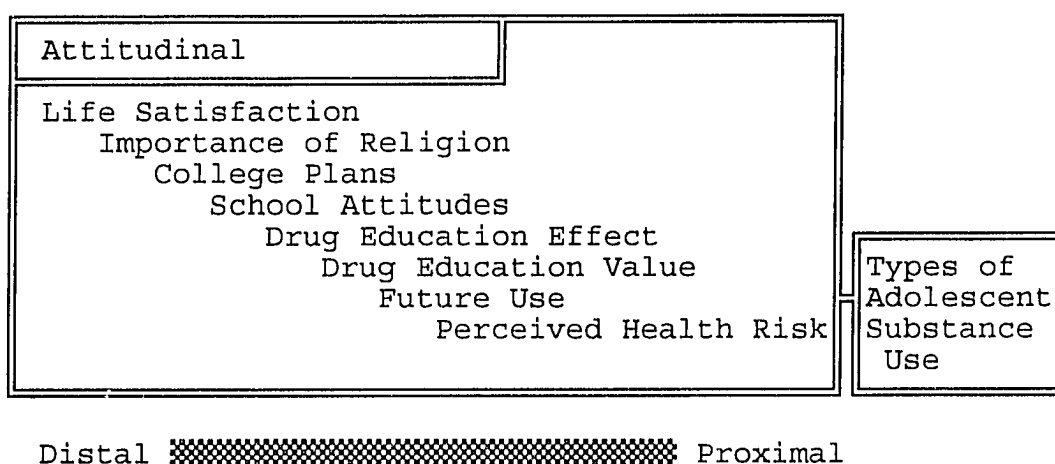 Attitudinal
Life Satisfaction
Importance of Religion
College Plans
School Attitudes
Drug Education Effect
Drug Education Value
Future Use
Perceived Health Risk
Types of
Adolescent
Substance
Use
Distal Proximal